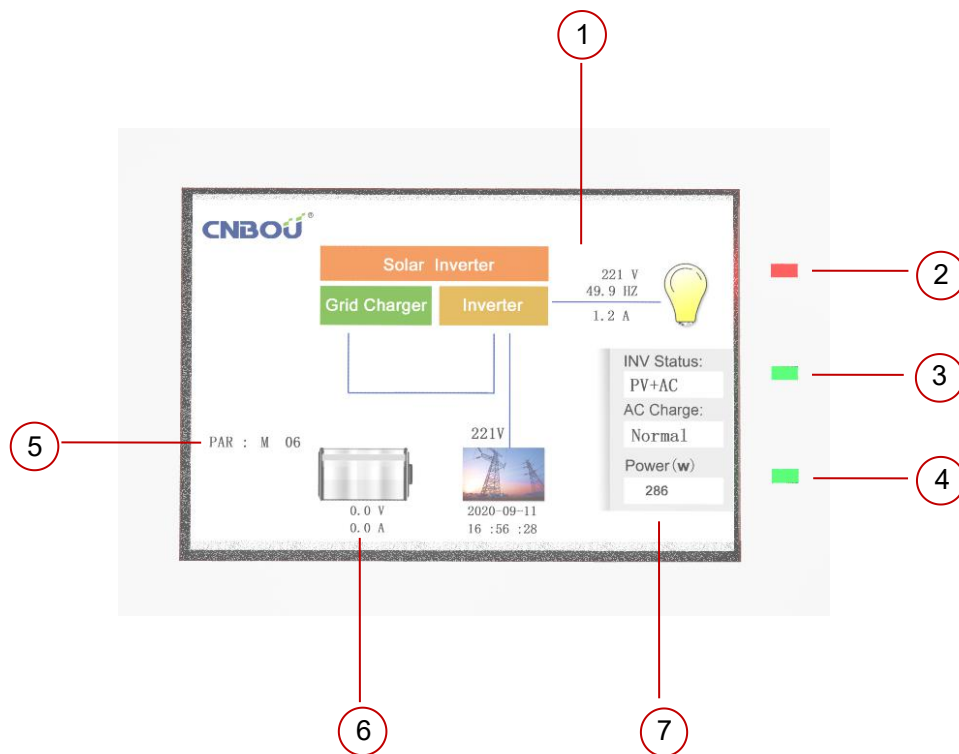 1
CNBOU®
Solar Inverter
Grid Charger
Inverter
221 V
49.9 HZ
1.2 A
2
INV Status:
PV+AC
3
AC Charge:
Normal
Power(w)
286
4
5
PAR : M 06
221V
0.0 V
0.0 A
2020-09-11
16 :56 :28
6
7